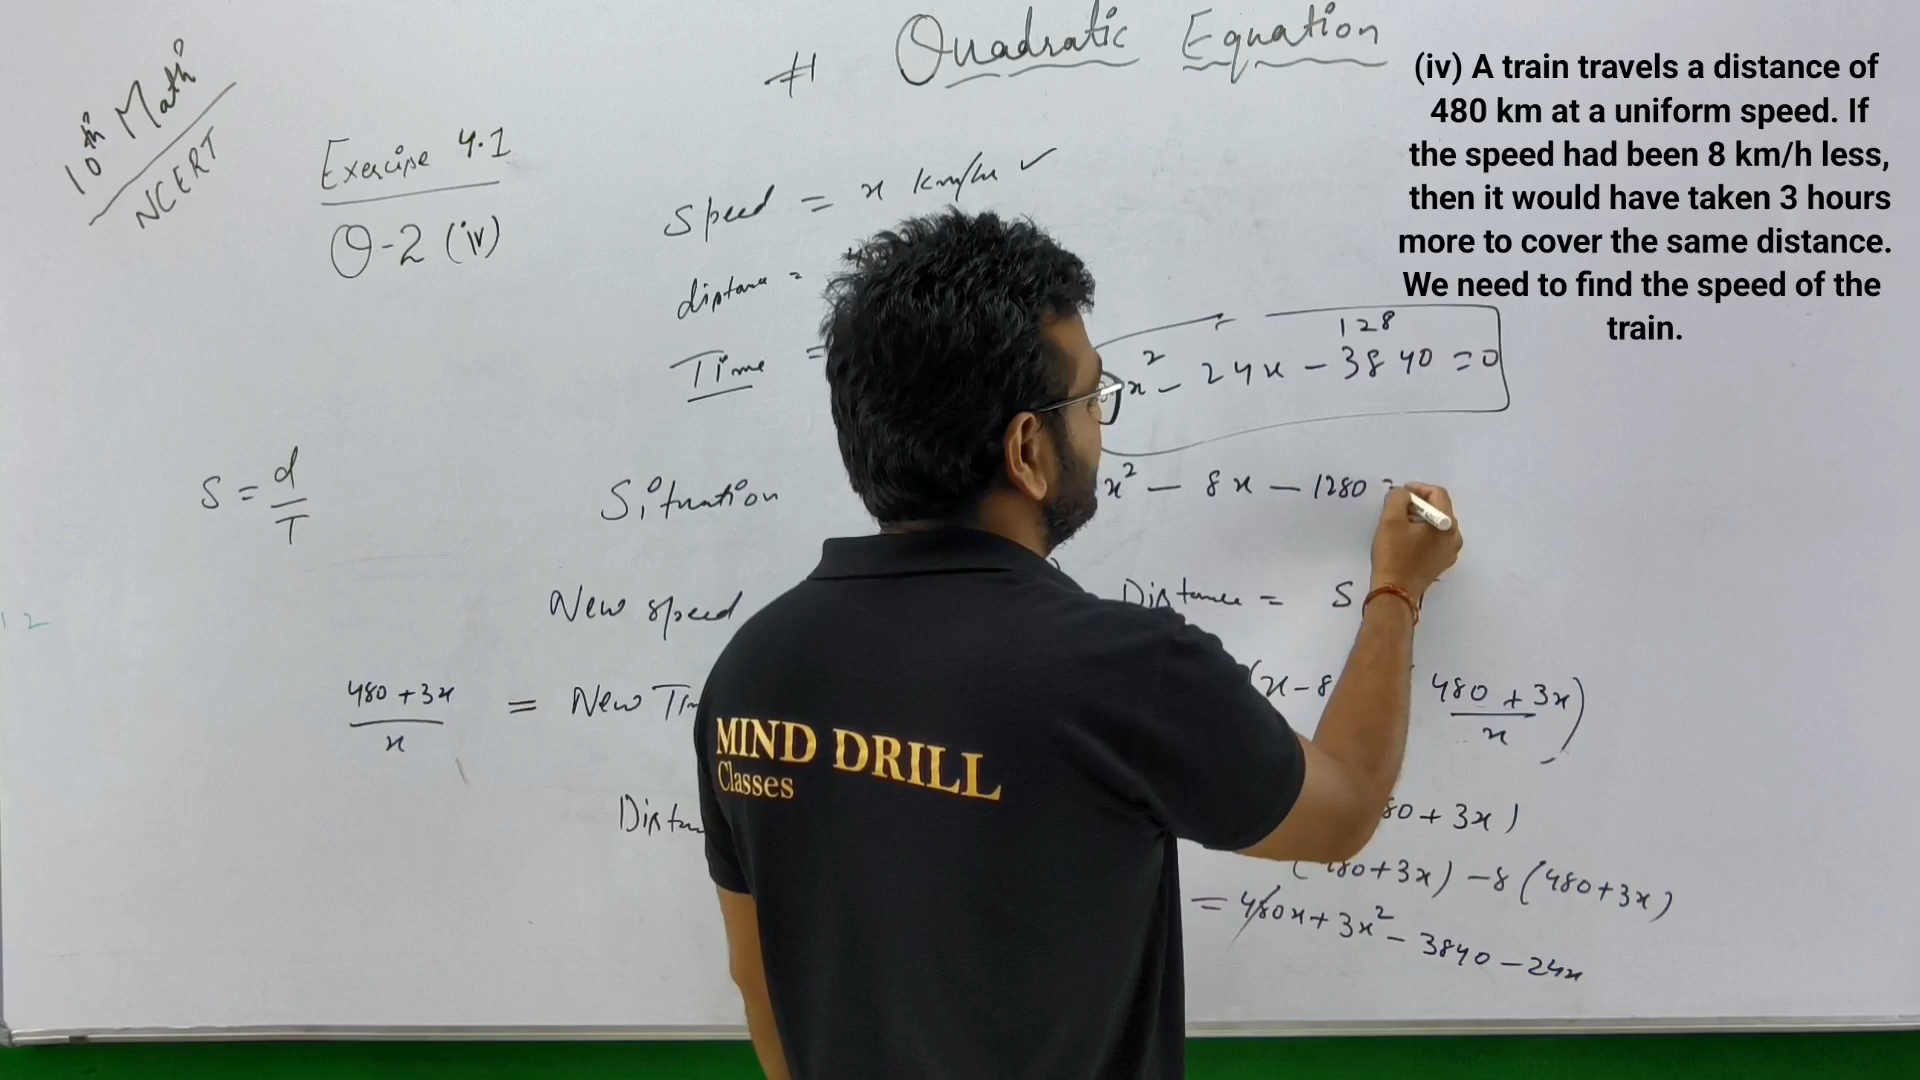 # Quadratic Equation
10th Math
NCERT
Exercise 4.1
Q-2 (iv)
(iv) A train travels a distance of
480 km at a uniform speed. If
the speed had been 8 km/h less,
then it would have taken 3 hours
more to cover the same distance.
We need to find the speed of the
train.
Speed = x km/hr ✓
distance =
Time =
128
x² - 24x - 3840 = 0
S = d/T
Situation
x² - 8x - 1280 =
New speed
Distance = S
480 + 3x / x = New Tim
(x-8 480 + 3x / x)
Distan
80 + 3x)
480+3x) - 8 (480+3x)
= 480x + 3x² - 3840 - 24x
12
MIND DRILL
Classes